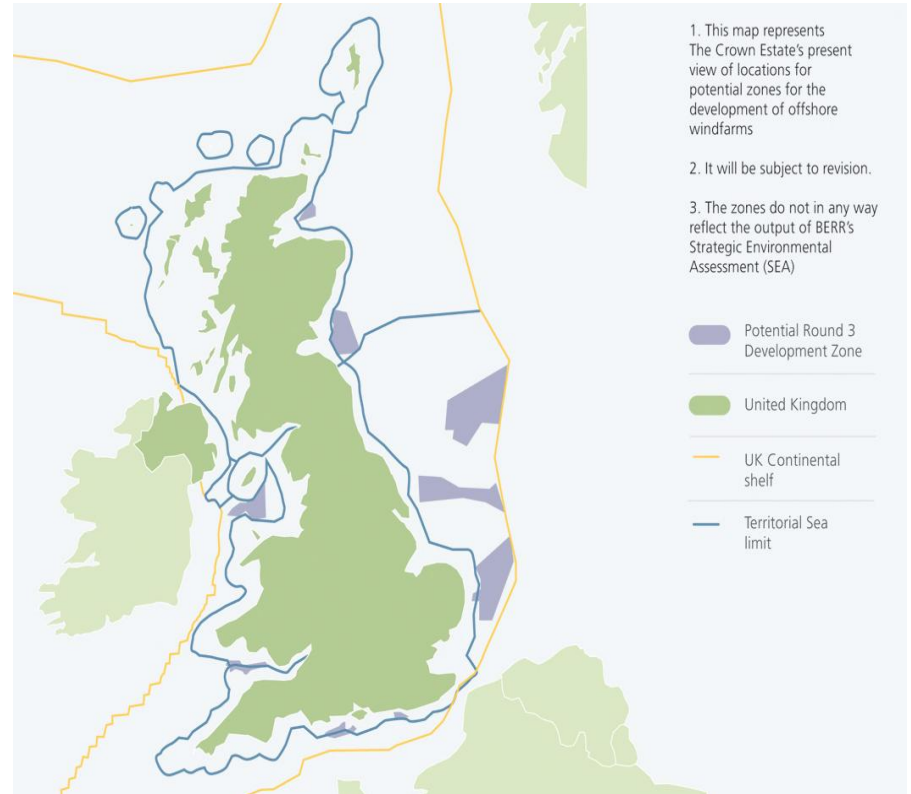 1. This map represents
The Crown Estate's present
view of locations for
potential zones for the
development of offshore
windfarms
2. It will be subject to revision.
3. The zones do not in any way
reflect the output of BERR's
Strategic Environmental
Assessment (SEA)
Potential Round 3
Development Zone
United Kingdom
UK Continental
shelf
Territorial Sea
limit